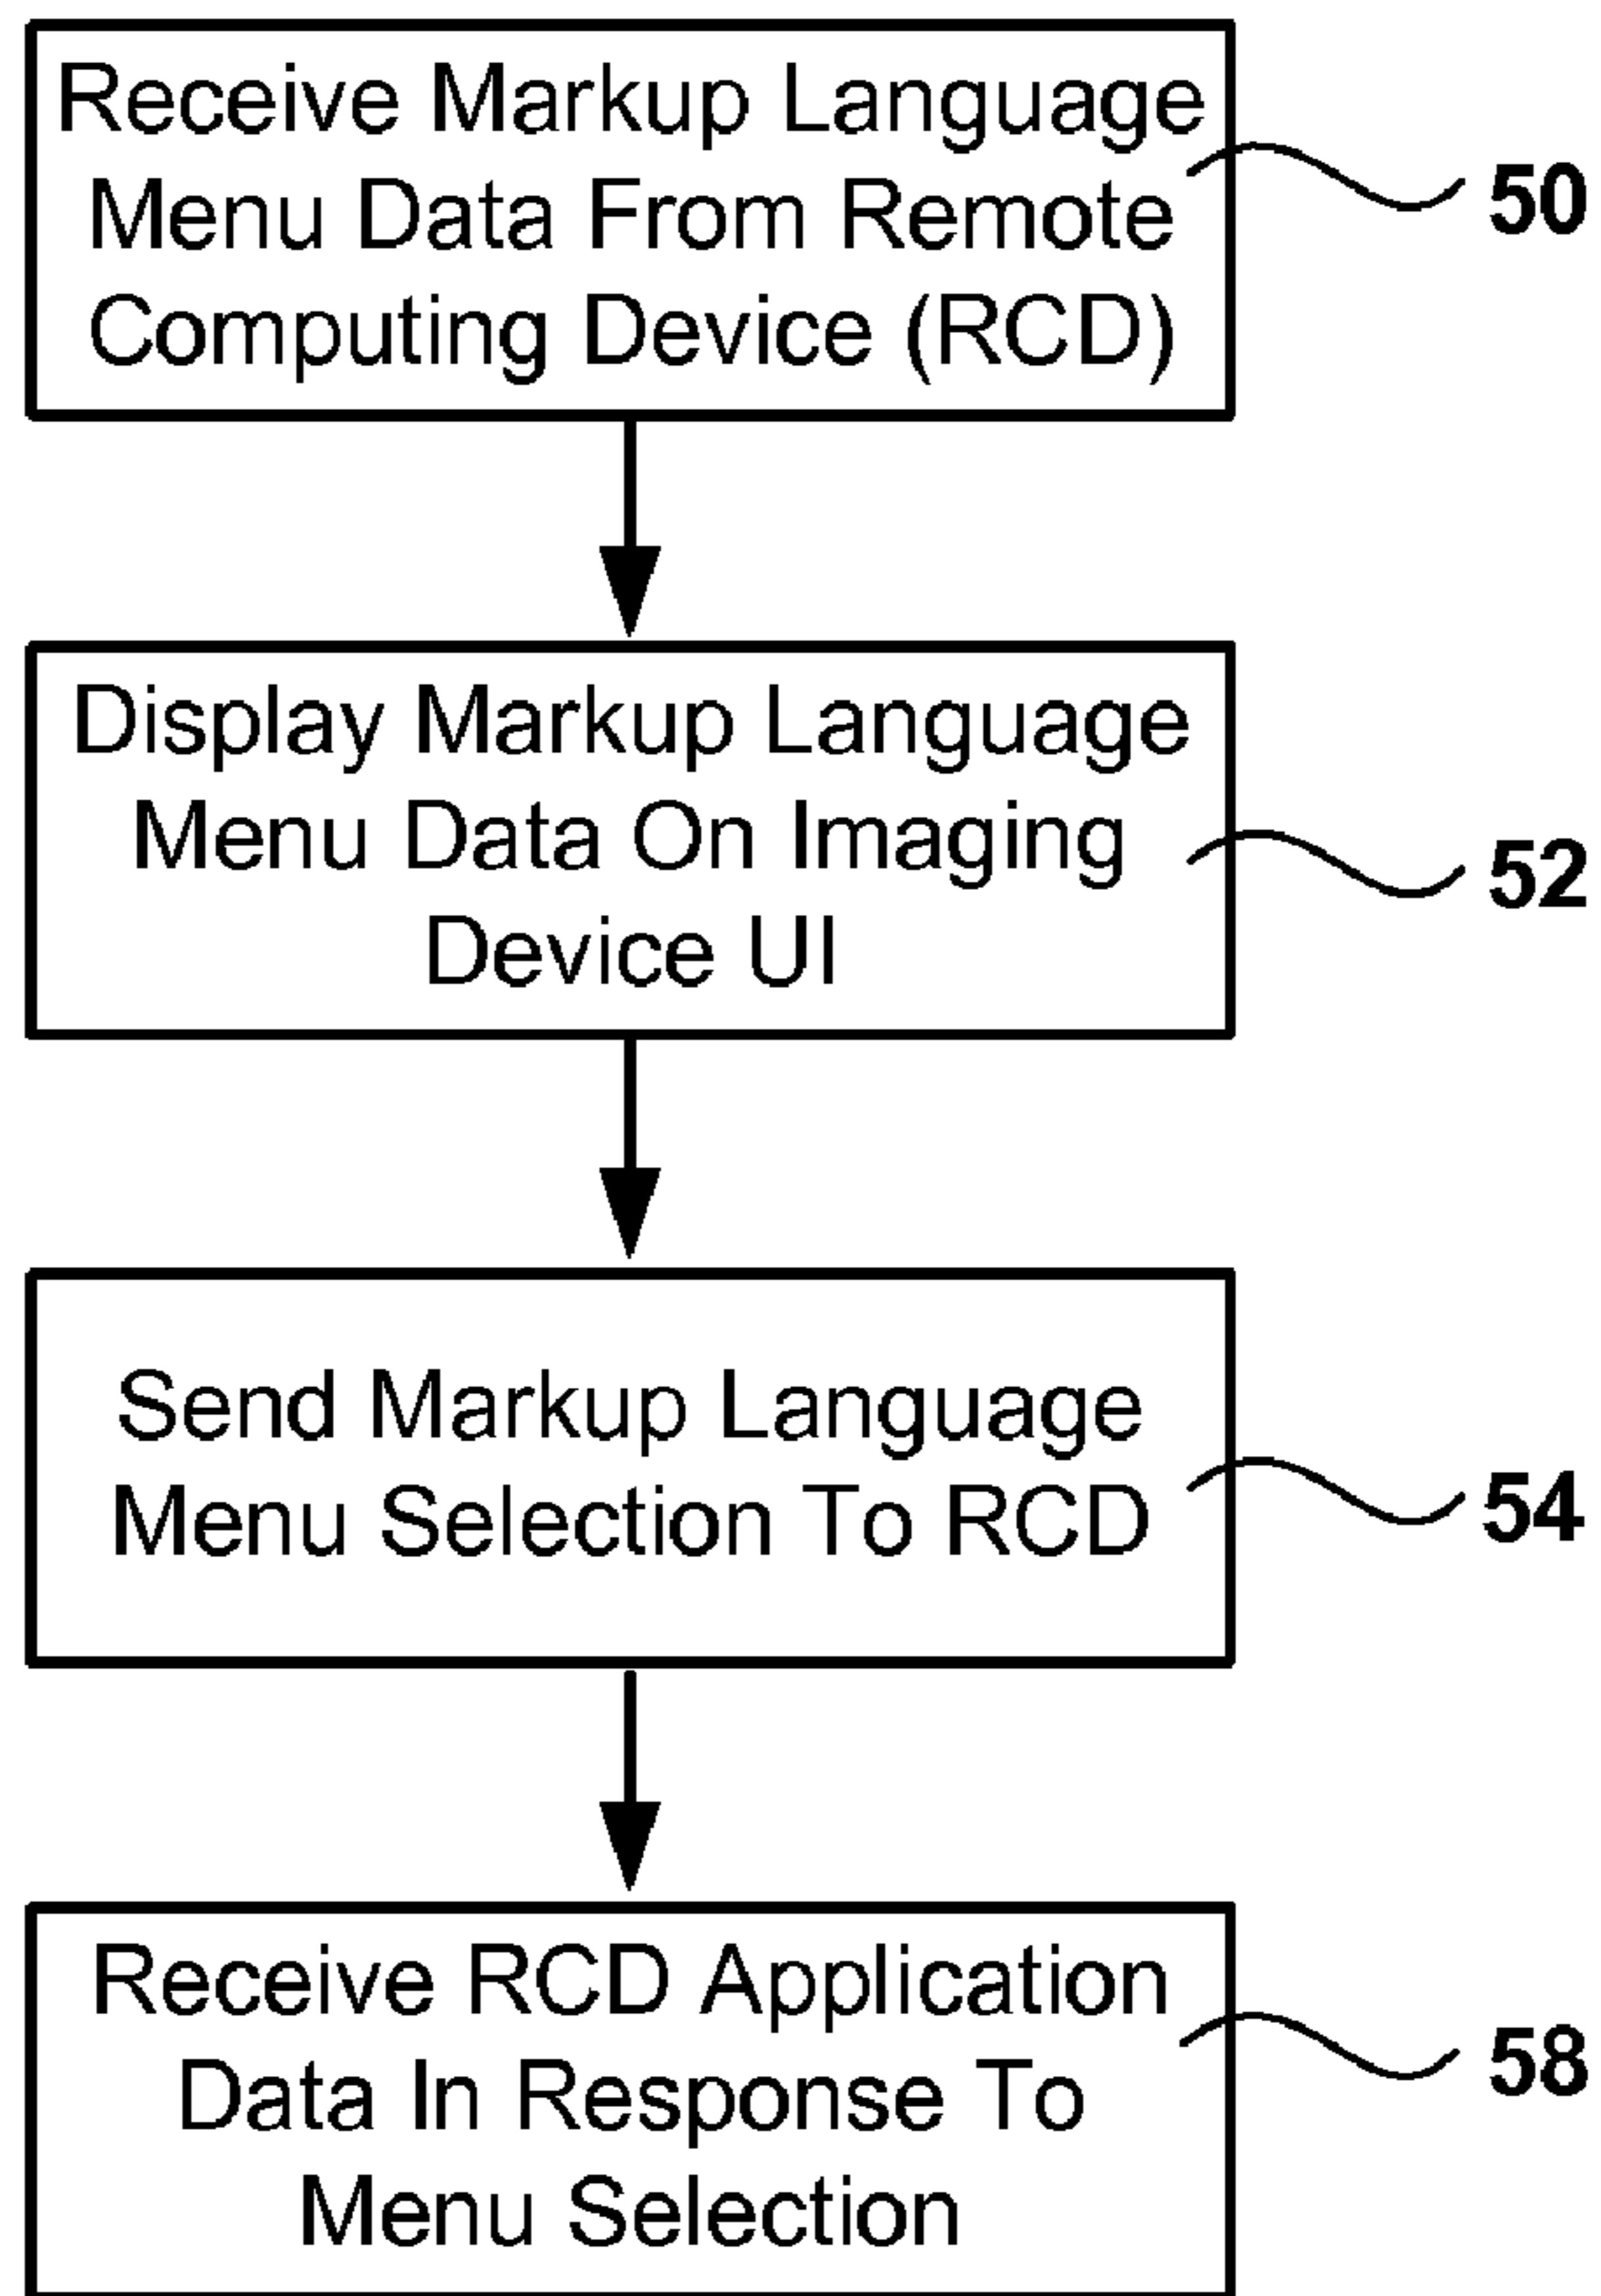 Receive Markup Language
Menu Data From Remote
Computing Device (RCD)
50
Display Markup Language
Menu Data On Imaging
Device UI
52
Send Markup Language
Menu Selection To RCD
54
Receive RCD Application
Data In Response To
Menu Selection
58